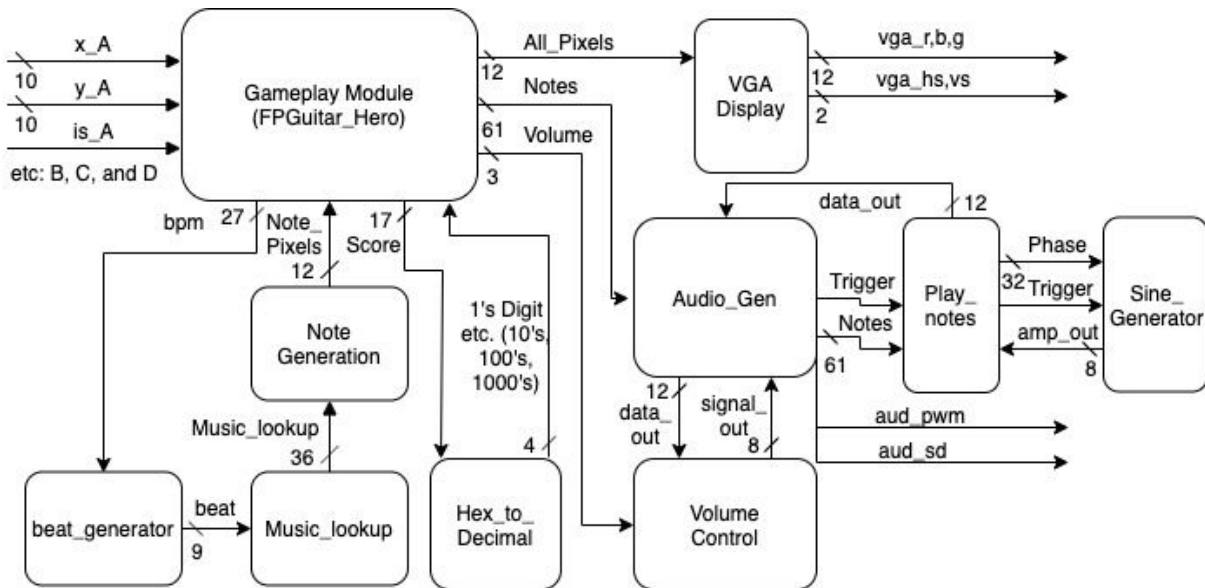 x_A
10
y_A
10
is_A
etc: B, C, and D
Gameplay Module
(FPGuitar_Hero)
All_Pixels
12
Notes
61
Volume
3
VGA
Display
vga_r,b,g
12
vga_hs,vs
2
bpm
27
Note_
Pixels
12
17
Score
1's Digit
etc. (10's,
100's,
1000's)
4
Note
Generation
Music_lookup
36
beat_generator
beat
9
Music_lookup
Hex_to_
Decimal
data_out
12
Audio_Gen
Trigger
Notes
61
Play_
notes
Phase
32
Trigger
amp_out
8
Sine_
Generator
12
data_
out
signal_
out
8
aud_pwm
aud_sd
Volume
Control